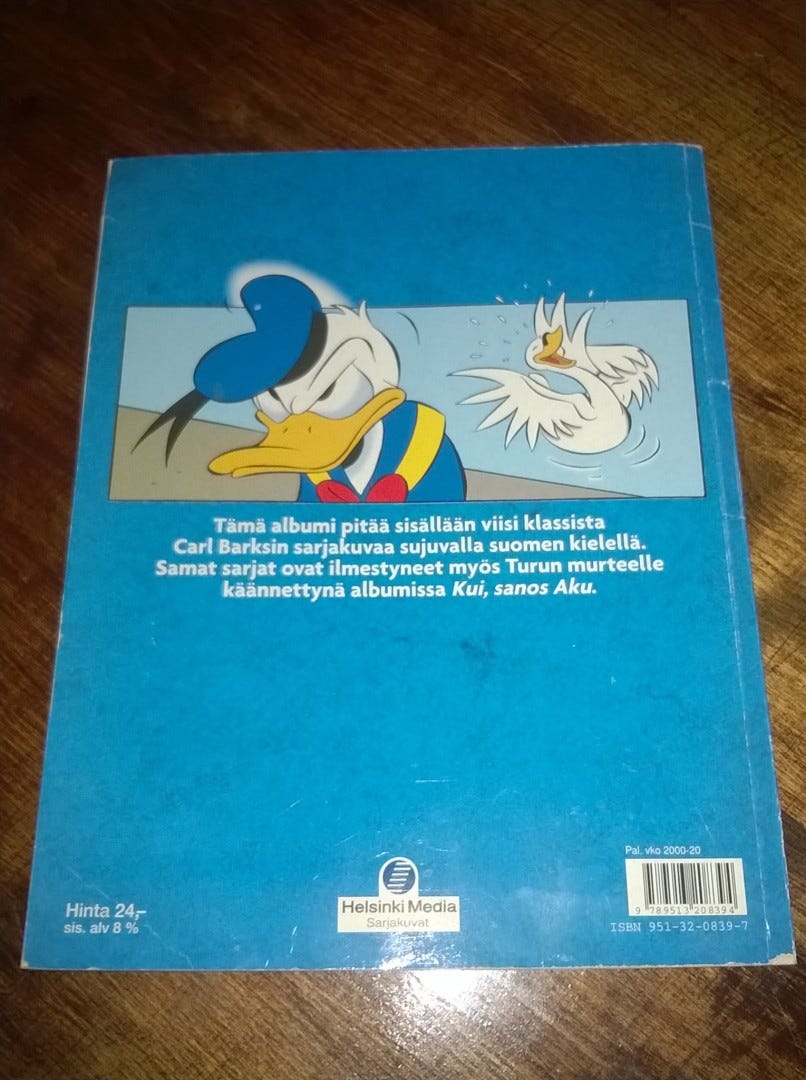 Tämä albumi pitää sisällään viisi klassista
Carl Barksin sarjakuvaa sujuvalla suomen kielellä.
Samat sarjat ovat ilmestyneet myös Turun murteelle
käännettynä albumissa Kui, sanos Aku.
Pal. vko 2000-20
9 789513 208394
ISBN 951-32-0839-7
Hinta 24,-
sis. alv 8 %
Helsinki Media
Sarjakuvat